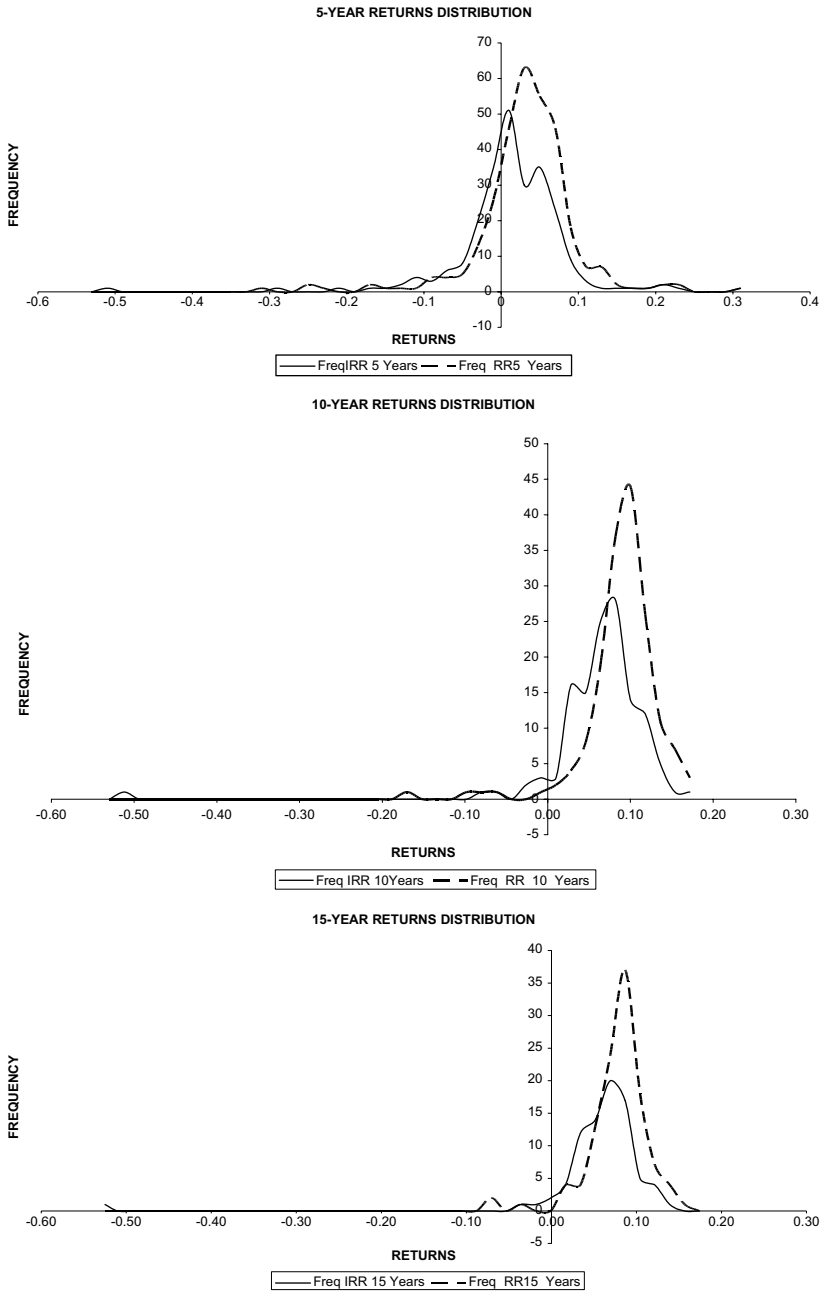 5-YEAR RETURNS DISTRIBUTION
70
60
50
40
30
20
10
0
-10
-0.6 -0.5 -0.4 -0.3 -0.2 -0.1 0 0.1 0.2 0.3 0.4
FREQUENCY
RETURNS
FreqIRR 5 Years Freq RR5 Years
10-YEAR RETURNS DISTRIBUTION
50
45
40
35
30
25
20
15
10
5
0
-5
-0.60 -0.50 -0.40 -0.30 -0.20 -0.10 0.00 0.10 0.20 0.30
FREQUENCY
RETURNS
Freq IRR 10Years Freq RR 10 Years
15-YEAR RETURNS DISTRIBUTION
40
35
30
25
20
15
10
5
0
-5
-0.60 -0.50 -0.40 -0.30 -0.20 -0.10 0.00 0.10 0.20 0.30
FREQUENCY
RETURNS
Freq IRR 15 Years Freq RR15 Years